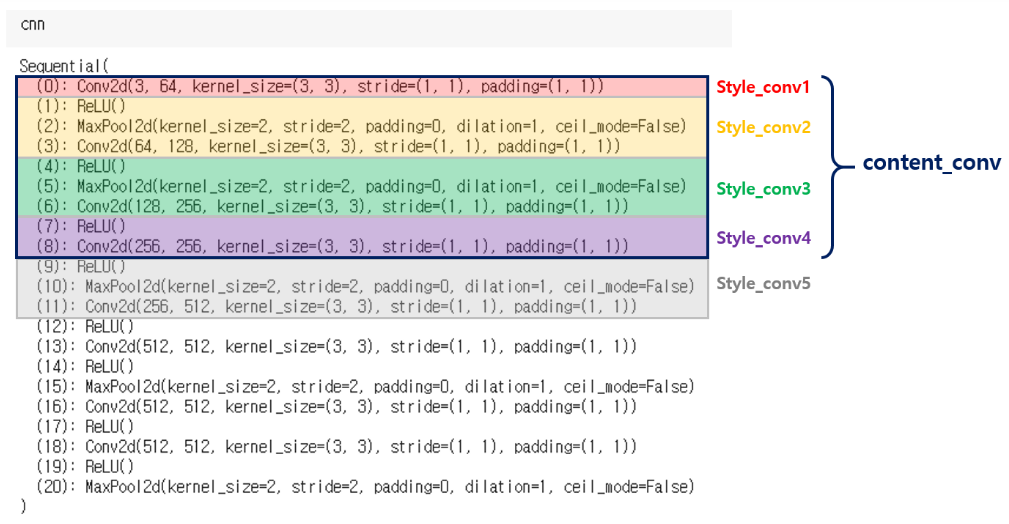 cnn
Sequential(
(0): Conv2d(3, 64, kernel_size=(3, 3), stride=(1, 1), padding=(1, 1))
Style_conv1
(1): ReLU()
(2): MaxPool2d(kernel_size=2, stride=2, padding=0, dilation=1, ceil_mode=False)
Style_conv2
(3): Conv2d(64, 128, kernel_size=(3, 3), stride=(1, 1), padding=(1, 1))
(4): ReLU()
content_conv
(5): MaxPool2d(kernel_size=2, stride=2, padding=0, dilation=1, ceil_mode=False)
Style_conv3
(6): Conv2d(128, 256, kernel_size=(3, 3), stride=(1, 1), padding=(1, 1))
(7): ReLU()
Style_conv4
(8): Conv2d(256, 256, kernel_size=(3, 3), stride=(1, 1), padding=(1, 1))
(9): ReLU()
(10): MaxPool2d(kernel_size=2, stride=2, padding=0, dilation=1, ceil_mode=False)
Style_conv5
(11): Conv2d(256, 512, kernel_size=(3, 3), stride=(1, 1), padding=(1, 1))
(12): ReLU()
(13): Conv2d(512, 512, kernel_size=(3, 3), stride=(1, 1), padding=(1, 1))
(14): ReLU()
(15): MaxPool2d(kernel_size=2, stride=2, padding=0, dilation=1, ceil_mode=False)
(16): Conv2d(512, 512, kernel_size=(3, 3), stride=(1, 1), padding=(1, 1))
(17): ReLU()
(18): Conv2d(512, 512, kernel_size=(3, 3), stride=(1, 1), padding=(1, 1))
(19): ReLU()
(20): MaxPool2d(kernel_size=2, stride=2, padding=0, dilation=1, ceil_mode=False)
)